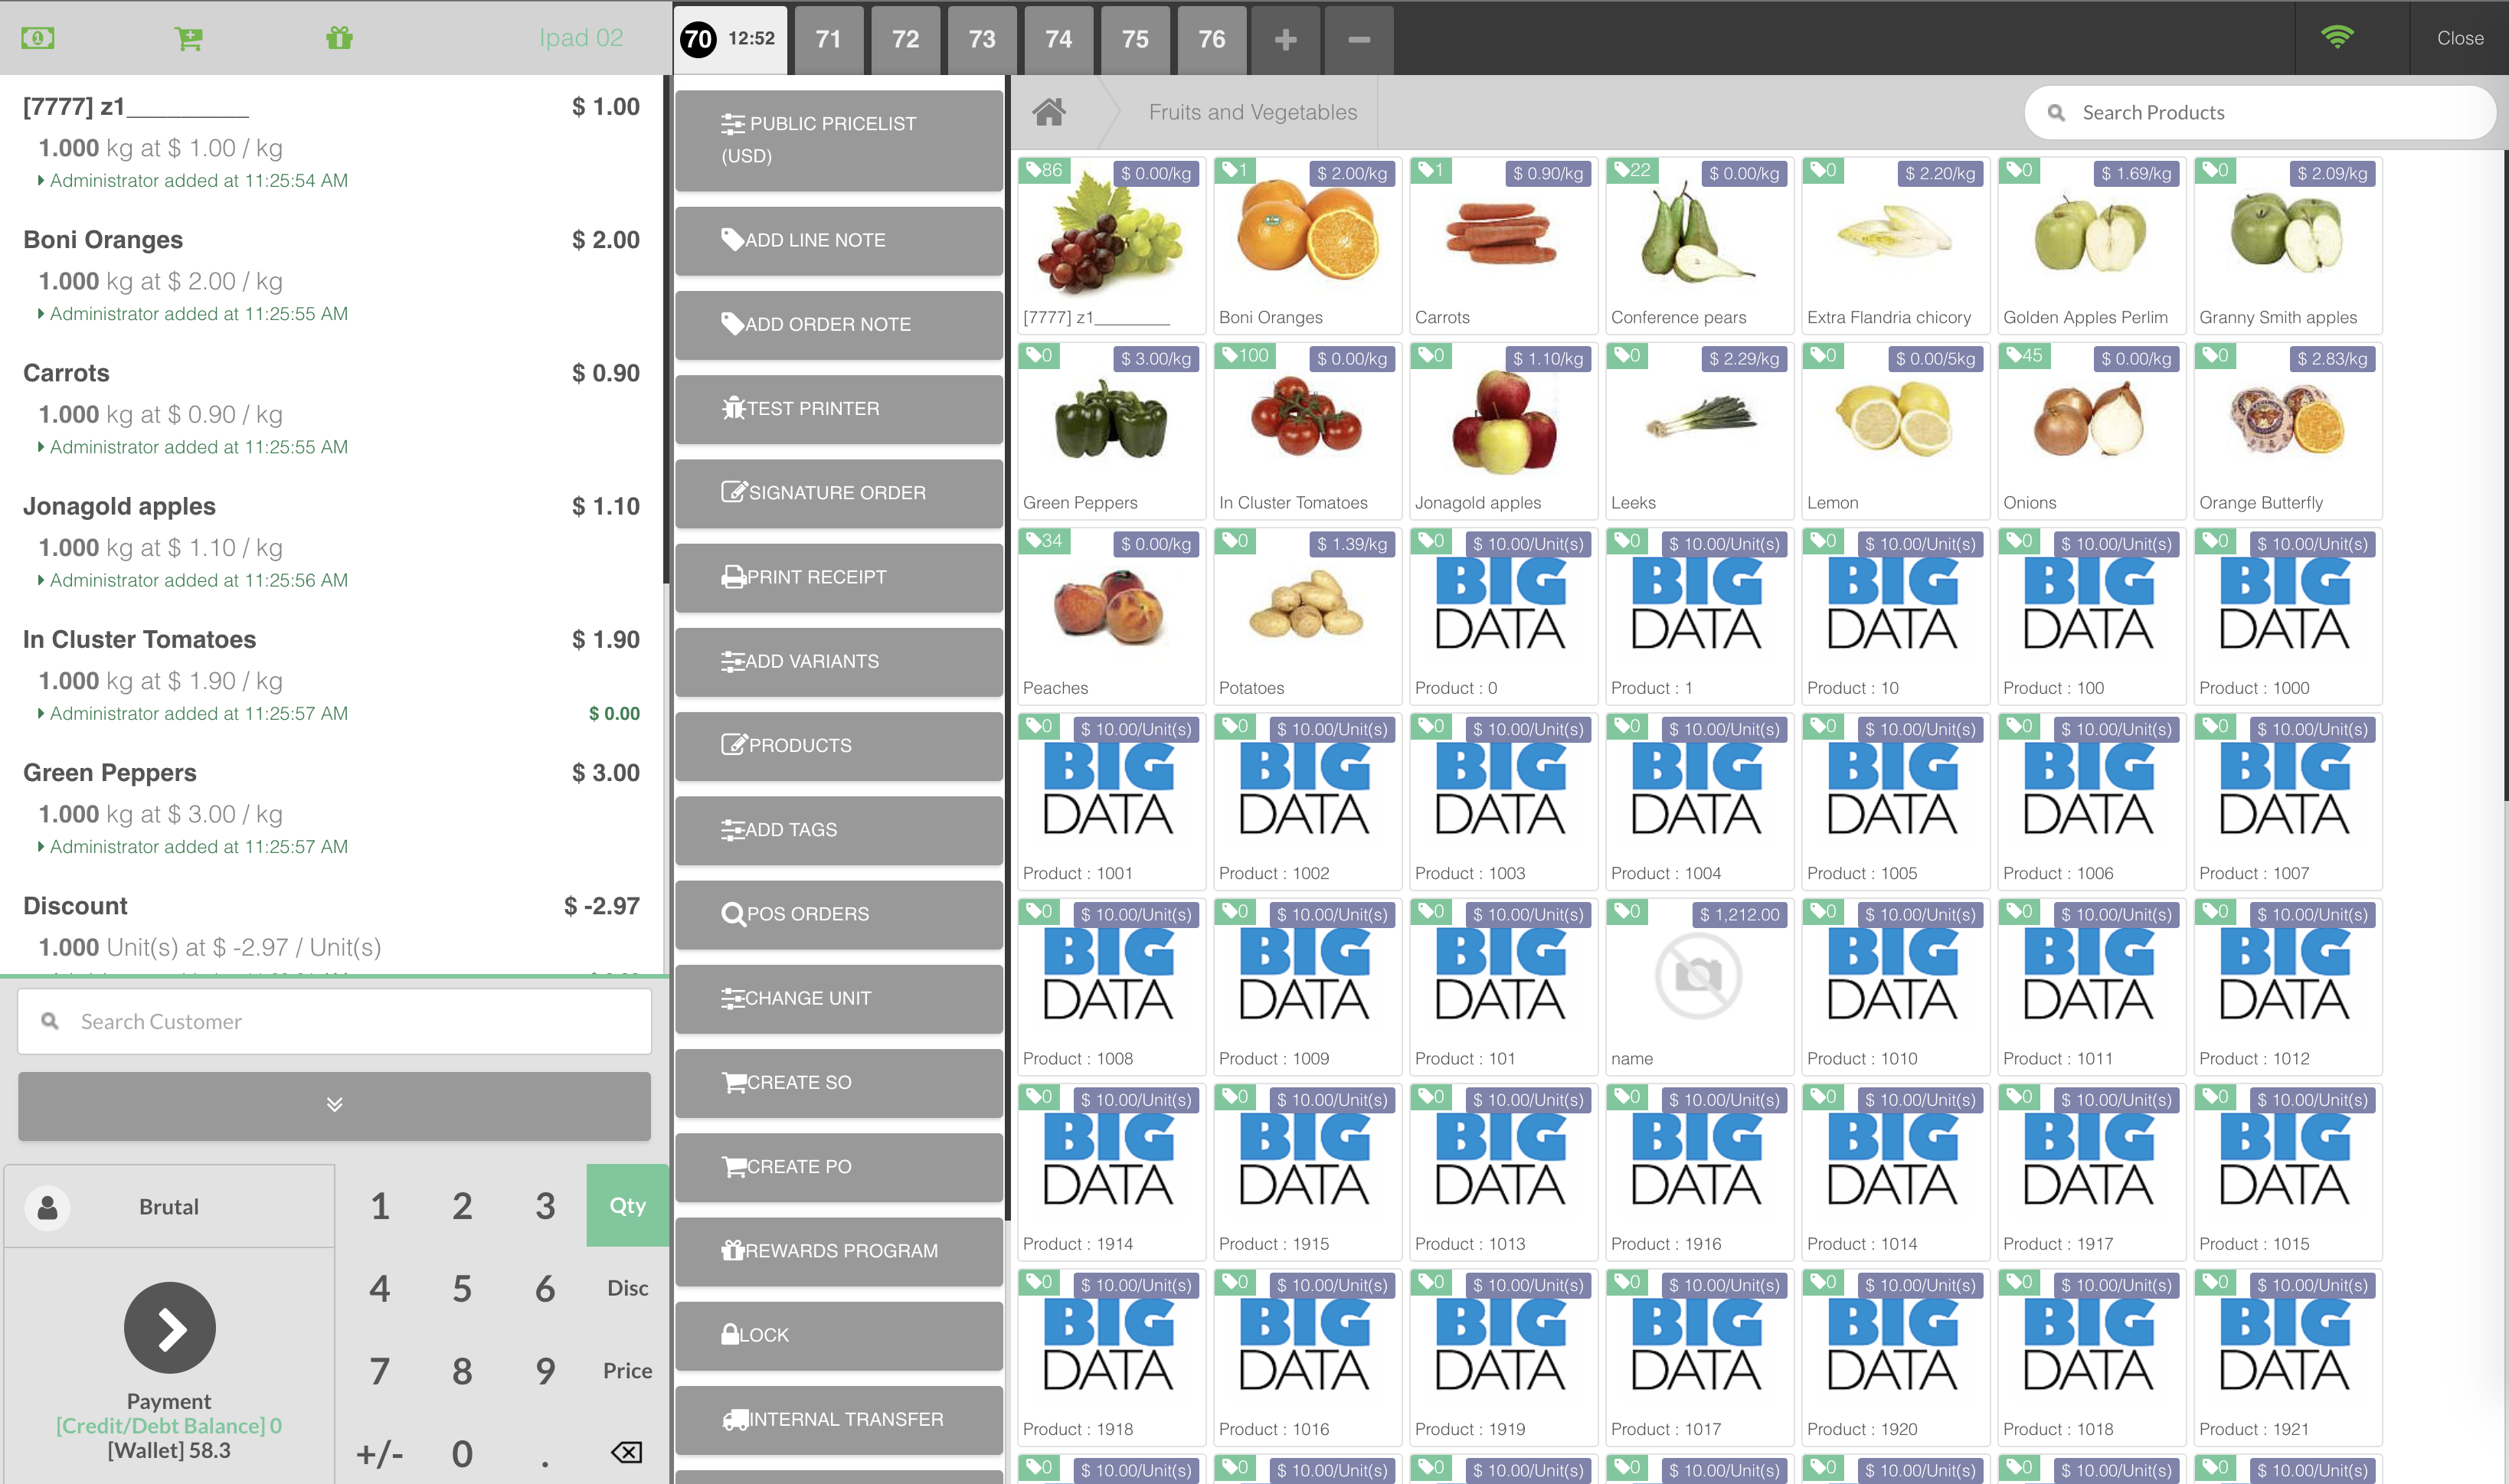 Ipad 02
70 12:52
71
72
73
74
75
76
Close
[7777] z1_________ $ 1.00
1.000 kg at $ 1.00 / kg
Administrator added at 11:25:54 AM
Boni Oranges $ 2.00
1.000 kg at $ 2.00 / kg
Administrator added at 11:25:55 AM
Carrots $ 0.90
1.000 kg at $ 0.90 / kg
Administrator added at 11:25:55 AM
Jonagold apples $ 1.10
1.000 kg at $ 1.10 / kg
Administrator added at 11:25:56 AM
In Cluster Tomatoes $ 1.90
1.000 kg at $ 1.90 / kg
Administrator added at 11:25:57 AM $ 0.00
Green Peppers $ 3.00
1.000 kg at $ 3.00 / kg
Administrator added at 11:25:57 AM
Discount $ -2.97
1.000 Unit(s) at $ -2.97 / Unit(s)
Search Customer
Brutal
Payment
[Credit/Debt Balance] 0
[Wallet] 58.3
1 2 3 Qty
4 5 6 Disc
7 8 9 Price
+/- 0 .
PUBLIC PRICELIST
(USD)
ADD LINE NOTE
ADD ORDER NOTE
TEST PRINTER
SIGNATURE ORDER
PRINT RECEIPT
ADD VARIANTS
PRODUCTS
ADD TAGS
POS ORDERS
CHANGE UNIT
CREATE SO
CREATE PO
REWARDS PROGRAM
LOCK
INTERNAL TRANSFER
Fruits and Vegetables
Search Products
86 $ 0.00/kg
[7777] z1_________
1 $ 2.00/kg
Boni Oranges
1 $ 0.90/kg
Carrots
22 $ 0.00/kg
Conference pears
0 $ 2.20/kg
Extra Flandria chicory
0 $ 1.69/kg
Golden Apples Perlim
0 $ 2.09/kg
Granny Smith apples
0 $ 3.00/kg
Green Peppers
100 $ 0.00/kg
In Cluster Tomatoes
0 $ 1.10/kg
Jonagold apples
0 $ 2.29/kg
Leeks
0 $ 0.00/5kg
Lemon
45 $ 0.00/kg
Onions
0 $ 2.83/kg
Orange Butterfly
34 $ 0.00/kg
Peaches
0 $ 1.39/kg
Potatoes
0 $ 10.00/Unit(s)
BIG
DATA
Product : 0
0 $ 10.00/Unit(s)
BIG
DATA
Product : 1
0 $ 10.00/Unit(s)
BIG
DATA
Product : 10
0 $ 10.00/Unit(s)
BIG
DATA
Product : 100
0 $ 10.00/Unit(s)
BIG
DATA
Product : 1000
0 $ 10.00/Unit(s)
BIG
DATA
Product : 1001
0 $ 10.00/Unit(s)
BIG
DATA
Product : 1002
0 $ 10.00/Unit(s)
BIG
DATA
Product : 1003
0 $ 10.00/Unit(s)
BIG
DATA
Product : 1004
0 $ 10.00/Unit(s)
BIG
DATA
Product : 1005
0 $ 10.00/Unit(s)
BIG
DATA
Product : 1006
0 $ 10.00/Unit(s)
BIG
DATA
Product : 1007
0 $ 10.00/Unit(s)
BIG
DATA
Product : 1008
0 $ 10.00/Unit(s)
BIG
DATA
Product : 1009
0 $ 10.00/Unit(s)
BIG
DATA
Product : 101
0 $ 1,212.00
name
0 $ 10.00/Unit(s)
BIG
DATA
Product : 1010
0 $ 10.00/Unit(s)
BIG
DATA
Product : 1011
0 $ 10.00/Unit(s)
BIG
DATA
Product : 1012
0 $ 10.00/Unit(s)
BIG
DATA
Product : 1914
0 $ 10.00/Unit(s)
BIG
DATA
Product : 1915
0 $ 10.00/Unit(s)
BIG
DATA
Product : 1013
0 $ 10.00/Unit(s)
BIG
DATA
Product : 1916
0 $ 10.00/Unit(s)
BIG
DATA
Product : 1014
0 $ 10.00/Unit(s)
BIG
DATA
Product : 1917
0 $ 10.00/Unit(s)
BIG
DATA
Product : 1015
0 $ 10.00/Unit(s)
BIG
DATA
Product : 1918
0 $ 10.00/Unit(s)
BIG
DATA
Product : 1016
0 $ 10.00/Unit(s)
BIG
DATA
Product : 1919
0 $ 10.00/Unit(s)
BIG
DATA
Product : 1017
0 $ 10.00/Unit(s)
BIG
DATA
Product : 1920
0 $ 10.00/Unit(s)
BIG
DATA
Product : 1018
0 $ 10.00/Unit(s)
BIG
DATA
Product : 1921
0 $ 10.00/Unit(s)
0 $ 10.00/Unit(s)
0 $ 10.00/Unit(s)
0 $ 10.00/Unit(s)
0 $ 10.00/Unit(s)
0 $ 10.00/Unit(s)
0 $ 10.00/Unit(s)